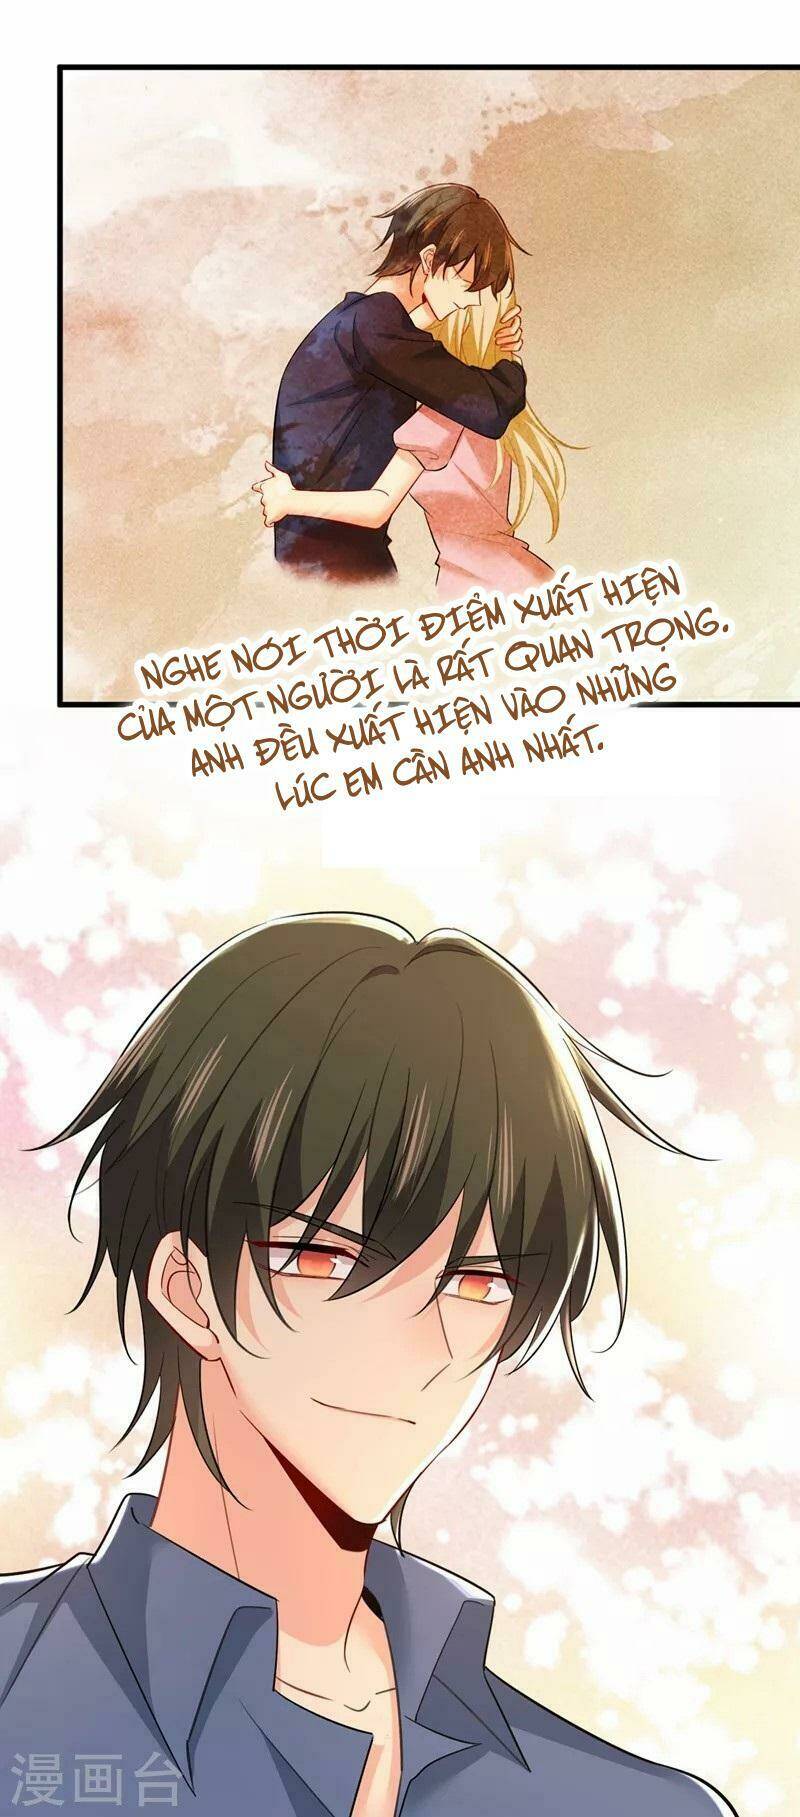 NGHE NÓI THỜI ĐIỂM XUẤT HIỆN
CỦA MỘT NGƯỜI LÀ RẤT QUAN TRỌNG.
ANH ĐỀU XUẤT HIỆN VÀO NHỮNG
LÚC EM CẦN ANH NHẤT.
漫画台